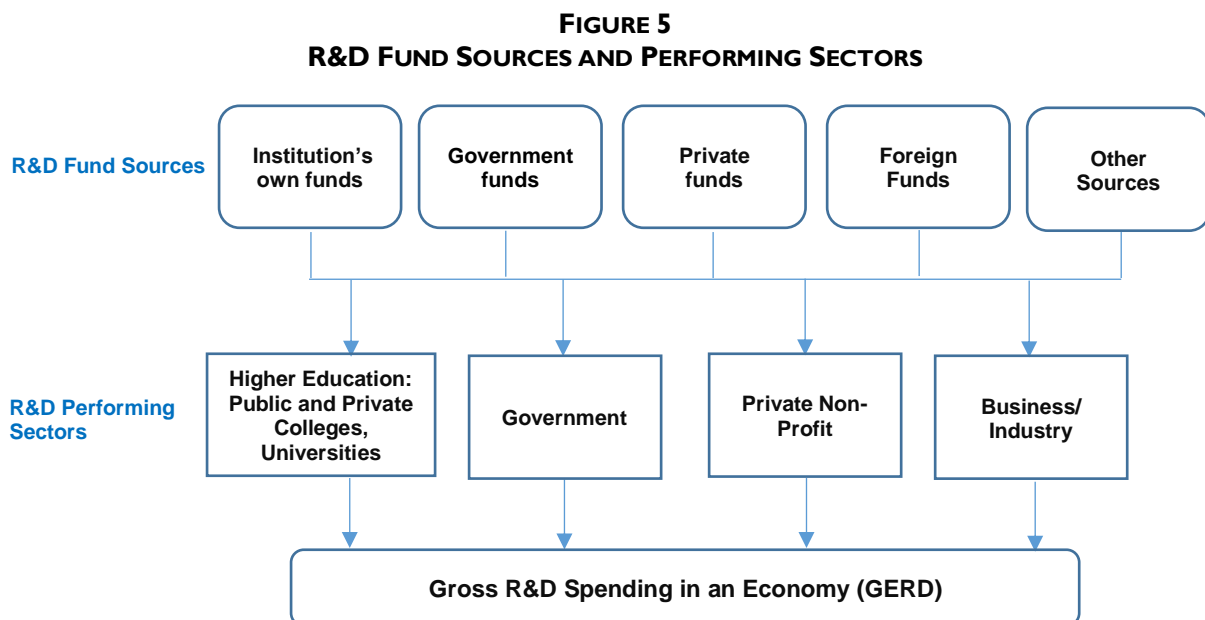 FIGURE 5
R&D FUND SOURCES AND PERFORMING SECTORS
R&D Fund Sources
Institution's
own funds
Government
funds
Private
funds
Foreign
Funds
Other
Sources
R&D Performing
Sectors
Higher Education:
Public and Private
Colleges,
Universities
Government
Private Non-
Profit
Business/
Industry
Gross R&D Spending in an Economy (GERD)